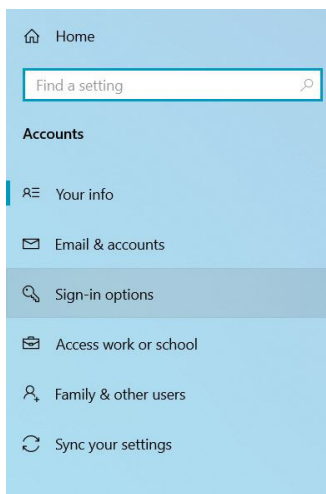 Home
Find a setting
Accounts
Your info
Email & accounts
Sign-in options
Access work or school
Family & other users
Sync your settings